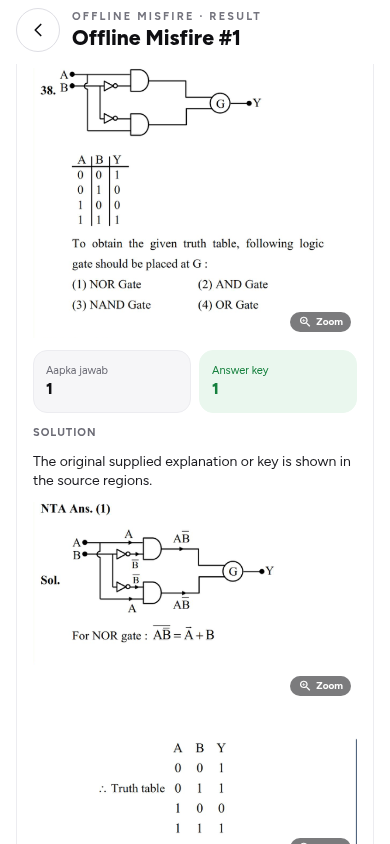 OFFLINE MISFIRE · RESULT
Offline Misfire #1
38.
A
B
G
Y
A B Y
0 0 1
0 1 0
1 0 0
1 1 1
To obtain the given truth table, following logic
gate should be placed at G :
(1) NOR Gate (2) AND Gate
(3) NAND Gate (4) OR Gate
Zoom
Aapka jawab
1
Answer key
1
SOLUTION
The original supplied explanation or key is shown in
the source regions.
NTA Ans. (1)
Sol.
A
B
A
B̅
AB̅
B̅
A
AB̅
G
Y
For NOR gate : \overline{AB̅} = A̅ + B
Zoom
A B Y
0 0 1
∴ Truth table 0 1 1
1 0 0
1 1 1